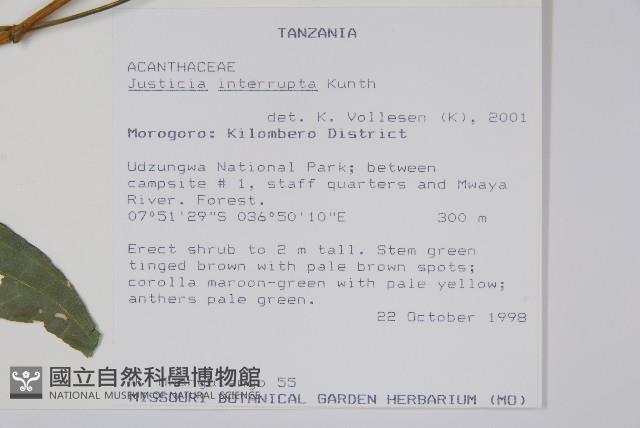 TANZANIA
ACANTHACEAE
Justicia interrupta Kunth
det. K. Vollesen (K), 2001
Morogoro: Kilombero District
Udzungwa National Park; between
campsite # 1, staff quarters and Mwaya
River. Forest.
07°51'29"S 036°50'10"E 300 m
Erect shrub to 2 m tall. Stem green
tinged brown with pale brown spots;
corolla maroon-green with pale yellow;
anthers pale green.
22 October 1998
55
國立自然科學博物館
NATIONAL MUSEUM OF NATURAL SCIENCE
MISSOURI BOTANICAL GARDEN HERBARIUM (MO)